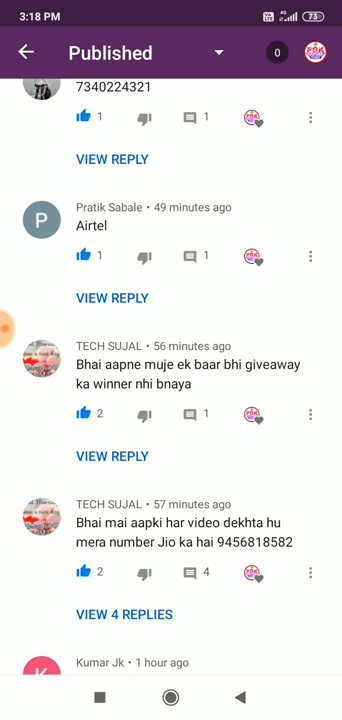 3:18 PM
4G
73
Published
0
PGK
7340224321
1
1
VIEW REPLY
P
Pratik Sabale • 49 minutes ago
Airtel
1
1
VIEW REPLY
TECH SUJAL • 56 minutes ago
Bhai aapne muje ek baar bhi giveaway
ka winner nhi bnaya
2
1
VIEW REPLY
TECH SUJAL • 57 minutes ago
Bhai mai aapki har video dekhta hu
mera number Jio ka hai 9456818582
2
4
VIEW 4 REPLIES
K
Kumar Jk • 1 hour ago